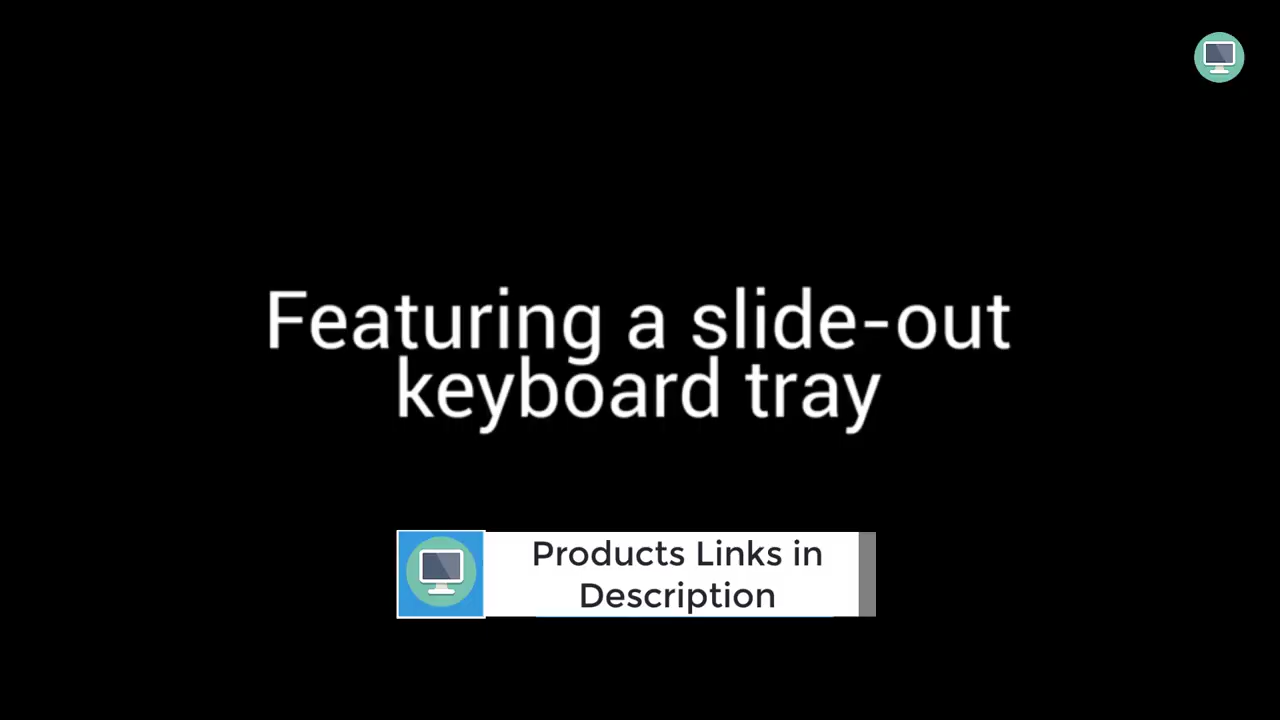 Featuring a slide-out
keyboard tray
Products Links in
Description